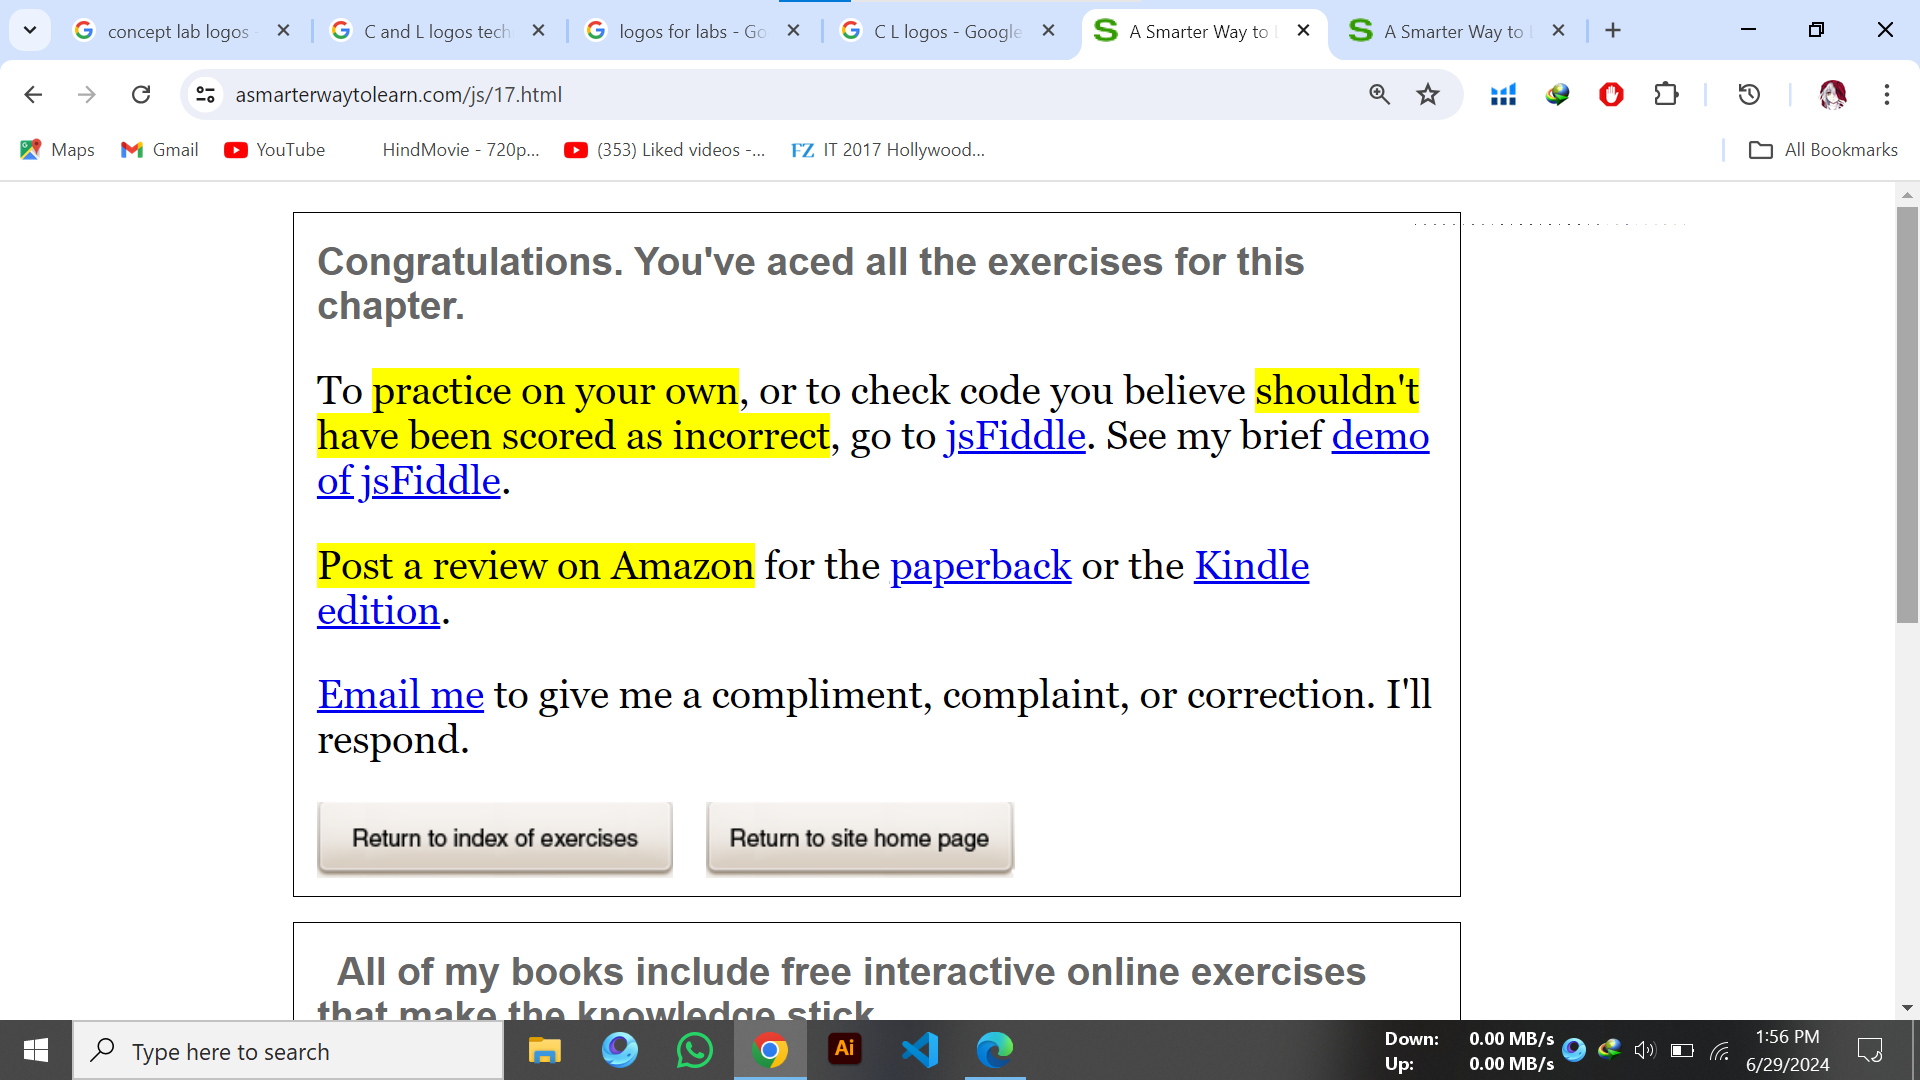 concept lab logos -
C and L logos tech
logos for labs - Go
C L logos - Google
A Smarter Way to
A Smarter Way to
asmarterwaytolearn.com/js/17.html
Maps
Gmail
YouTube
HindMovie - 720p...
(353) Liked videos -...
FZ IT 2017 Hollywood...
All Bookmarks
Congratulations. You've aced all the exercises for this
chapter.
To practice on your own, or to check code you believe shouldn't
have been scored as incorrect, go to jsFiddle. See my brief demo
of jsFiddle.
Post a review on Amazon for the paperback or the Kindle
edition.
Email me to give me a compliment, complaint, or correction. I'll
respond.
Return to index of exercises
Return to site home page
All of my books include free interactive online exercises
that make the knowledge stick
Type here to search
Ai
Down: 0.00 MB/s
Up: 0.00 MB/s
1:56 PM
6/29/2024